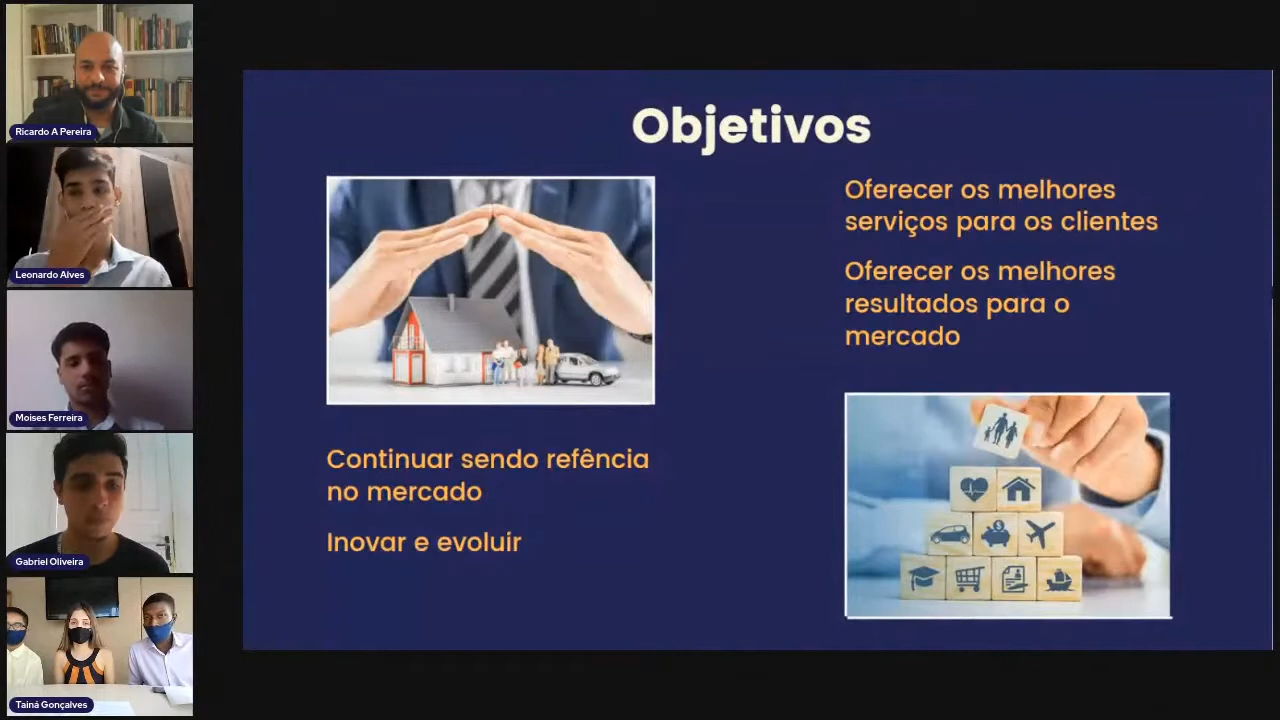 Ricardo A Pereira
Leonardo Alves
Moises Ferreira
Gabriel Oliveira
Tainá Gonçalves
Objetivos
Continuar sendo refência
no mercado
Inovar e evoluir
Oferecer os melhores
serviços para os clientes
Oferecer os melhores
resultados para o
mercado